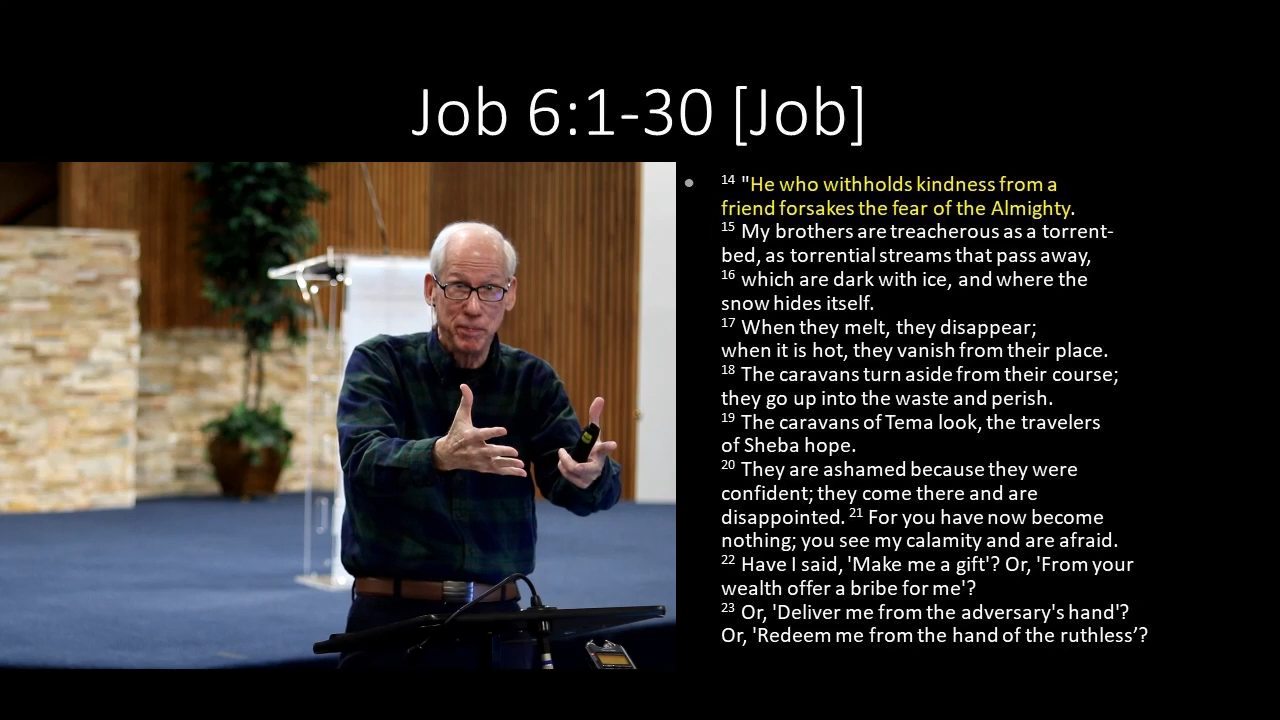 Job 6:1-30 [Job]
• ¹⁴ "He who withholds kindness from a
friend forsakes the fear of the Almighty.
¹⁵ My brothers are treacherous as a torrent-
bed, as torrential streams that pass away,
¹⁶ which are dark with ice, and where the
snow hides itself.
¹⁷ When they melt, they disappear;
when it is hot, they vanish from their place.
¹⁸ The caravans turn aside from their course;
they go up into the waste and perish.
¹⁹ The caravans of Tema look, the travelers
of Sheba hope.
²⁰ They are ashamed because they were
confident; they come there and are
disappointed. ²¹ For you have now become
nothing; you see my calamity and are afraid.
²² Have I said, 'Make me a gift'? Or, 'From your
wealth offer a bribe for me'?
²³ Or, 'Deliver me from the adversary's hand'?
Or, 'Redeem me from the hand of the ruthless’?